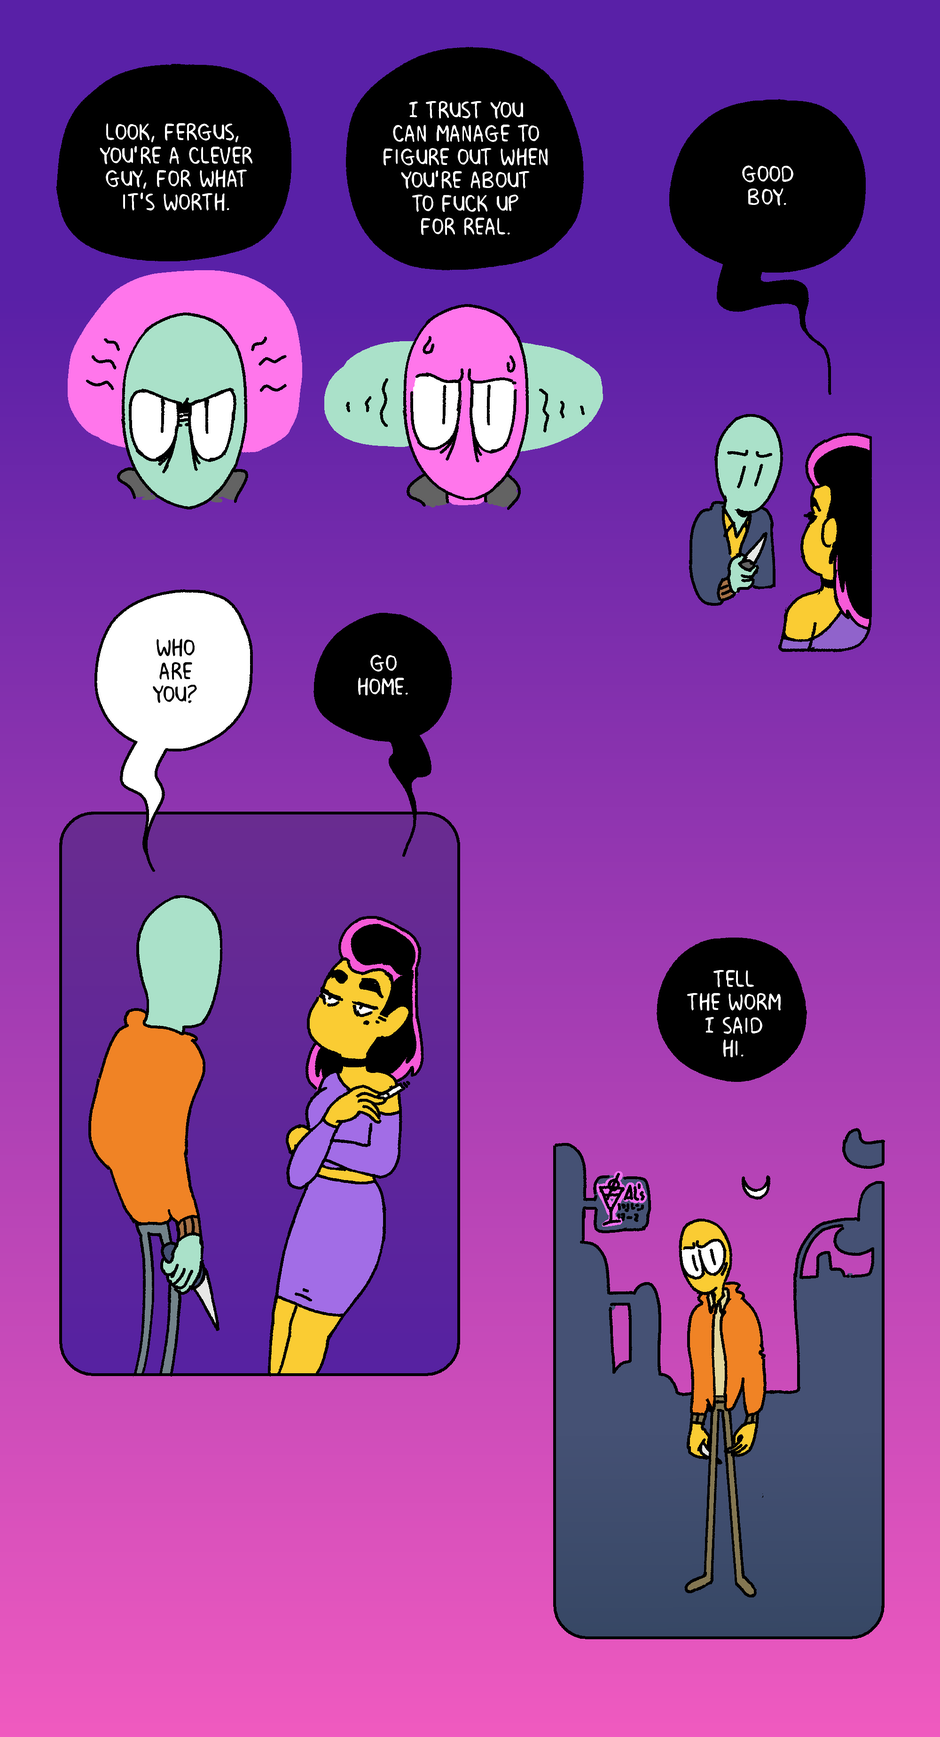 LOOK, FERGUS,
YOU'RE A CLEVER
GUY, FOR WHAT
IT'S WORTH.
I TRUST YOU
CAN MANAGE TO
FIGURE OUT WHEN
YOU'RE ABOUT
TO FUCK UP
FOR REAL.
GOOD
BOY.
WHO
ARE
YOU?
GO
HOME.
TELL
THE WORM
I SAID
HI.
AL's